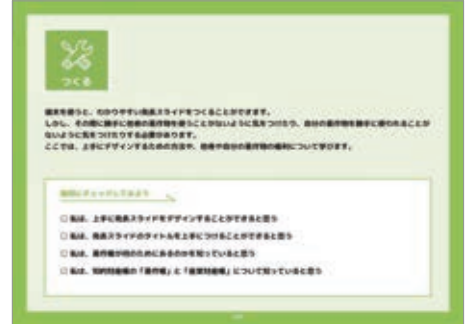 つくる
端末を使うと、わかりやすい発表スライドをつくることができます。
しかし、その際に勝手に他者の著作物を使うことがないように気をつけたり、自分の著作物を勝手に使われることが
ないように気をつけたりする必要があります。
ここでは、上手にデザインするための方法や、他者や自分の著作物の権利について学びます。
チェックしてみよう
□ 私は、上手に発表スライドをデザインすることができると思う
□ 私は、発表スライドのタイトルを上手につけることができると思う
□ 私は、著作権が何のためにあるのかを知っていると思う
□ 私は、知的財産権の「著作権」と「産業財産権」について知っていると思う